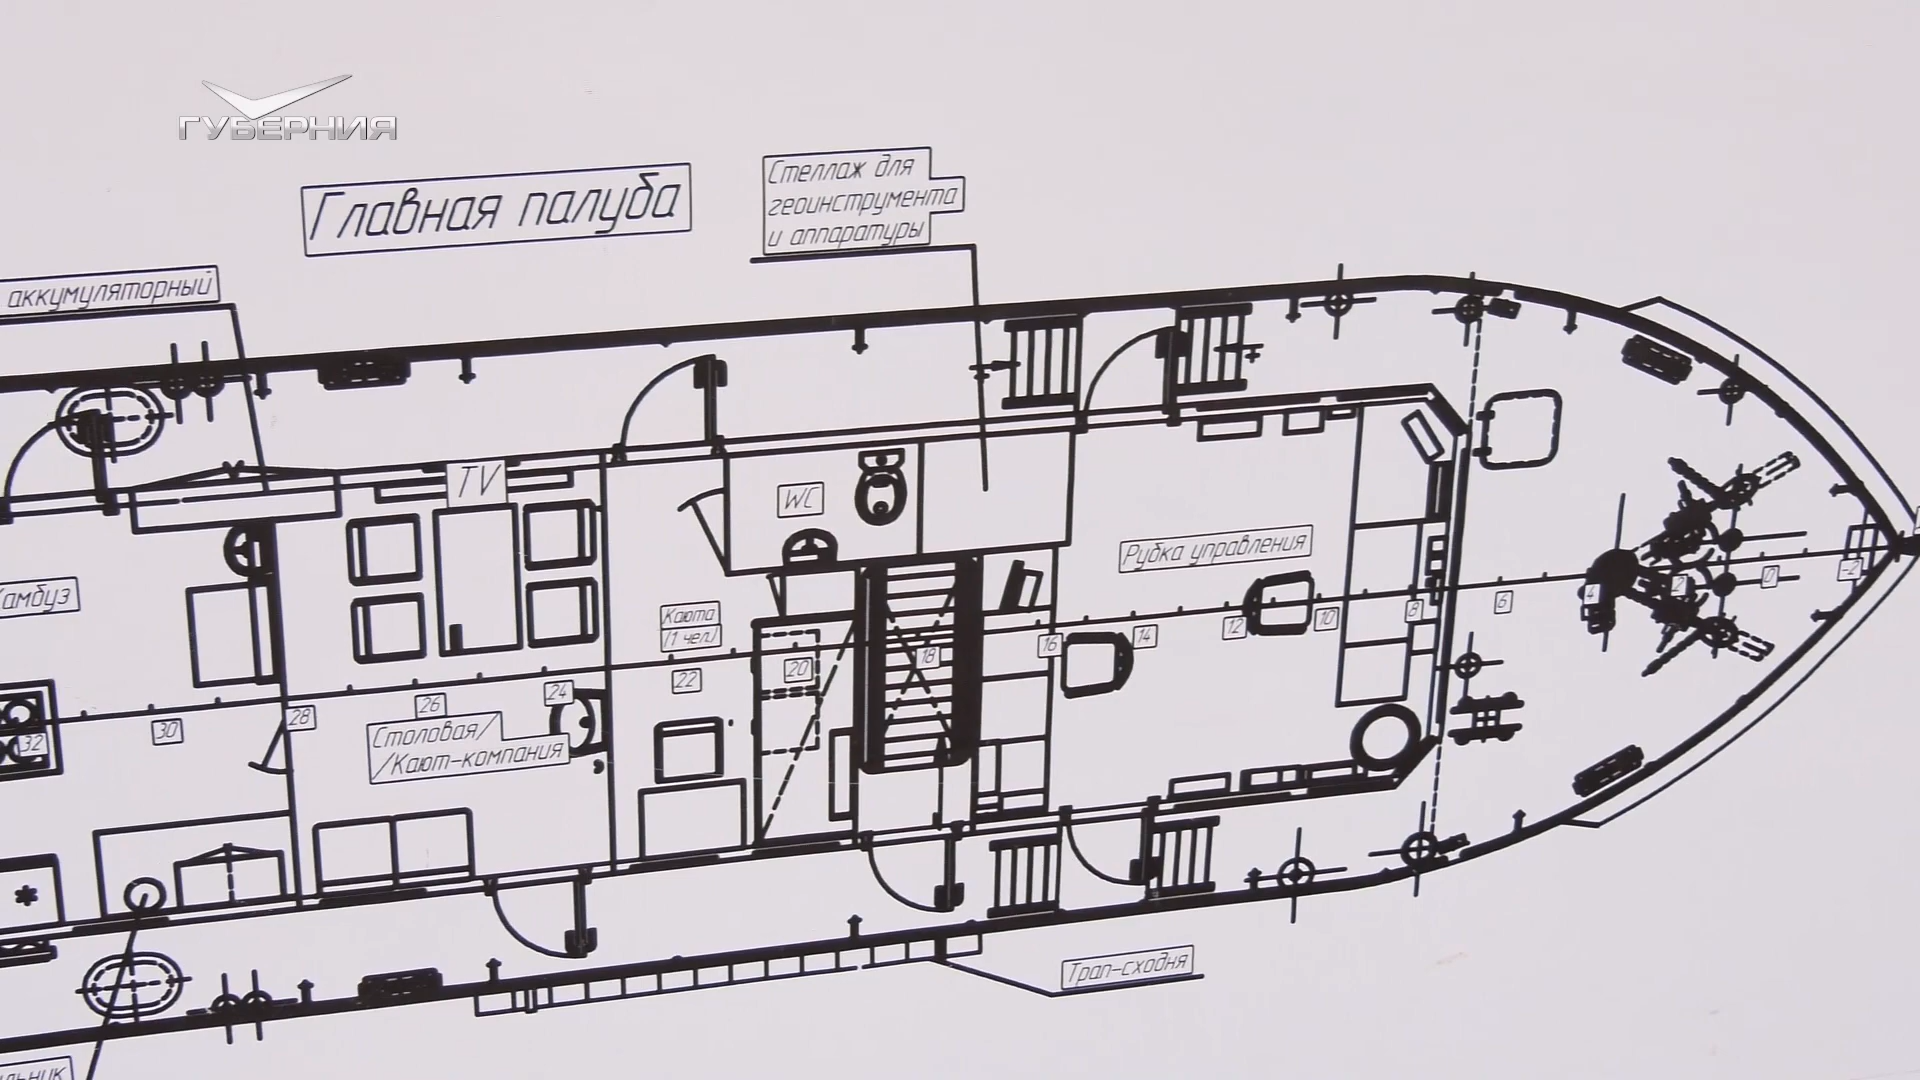 ГУБЕРНИЯ
Главная палуба
Стеллаж для
геоинструмента
и аппаратуры
аккумуляторный
TV
WC
Рубка управления
Камбуз
Каюта
(1 чел.)
Столовая/
/Кают-компания
32
30
28
26
24
22
20
18
16
14
12
10
8
6
4
2
0
-2
Трап-сходня